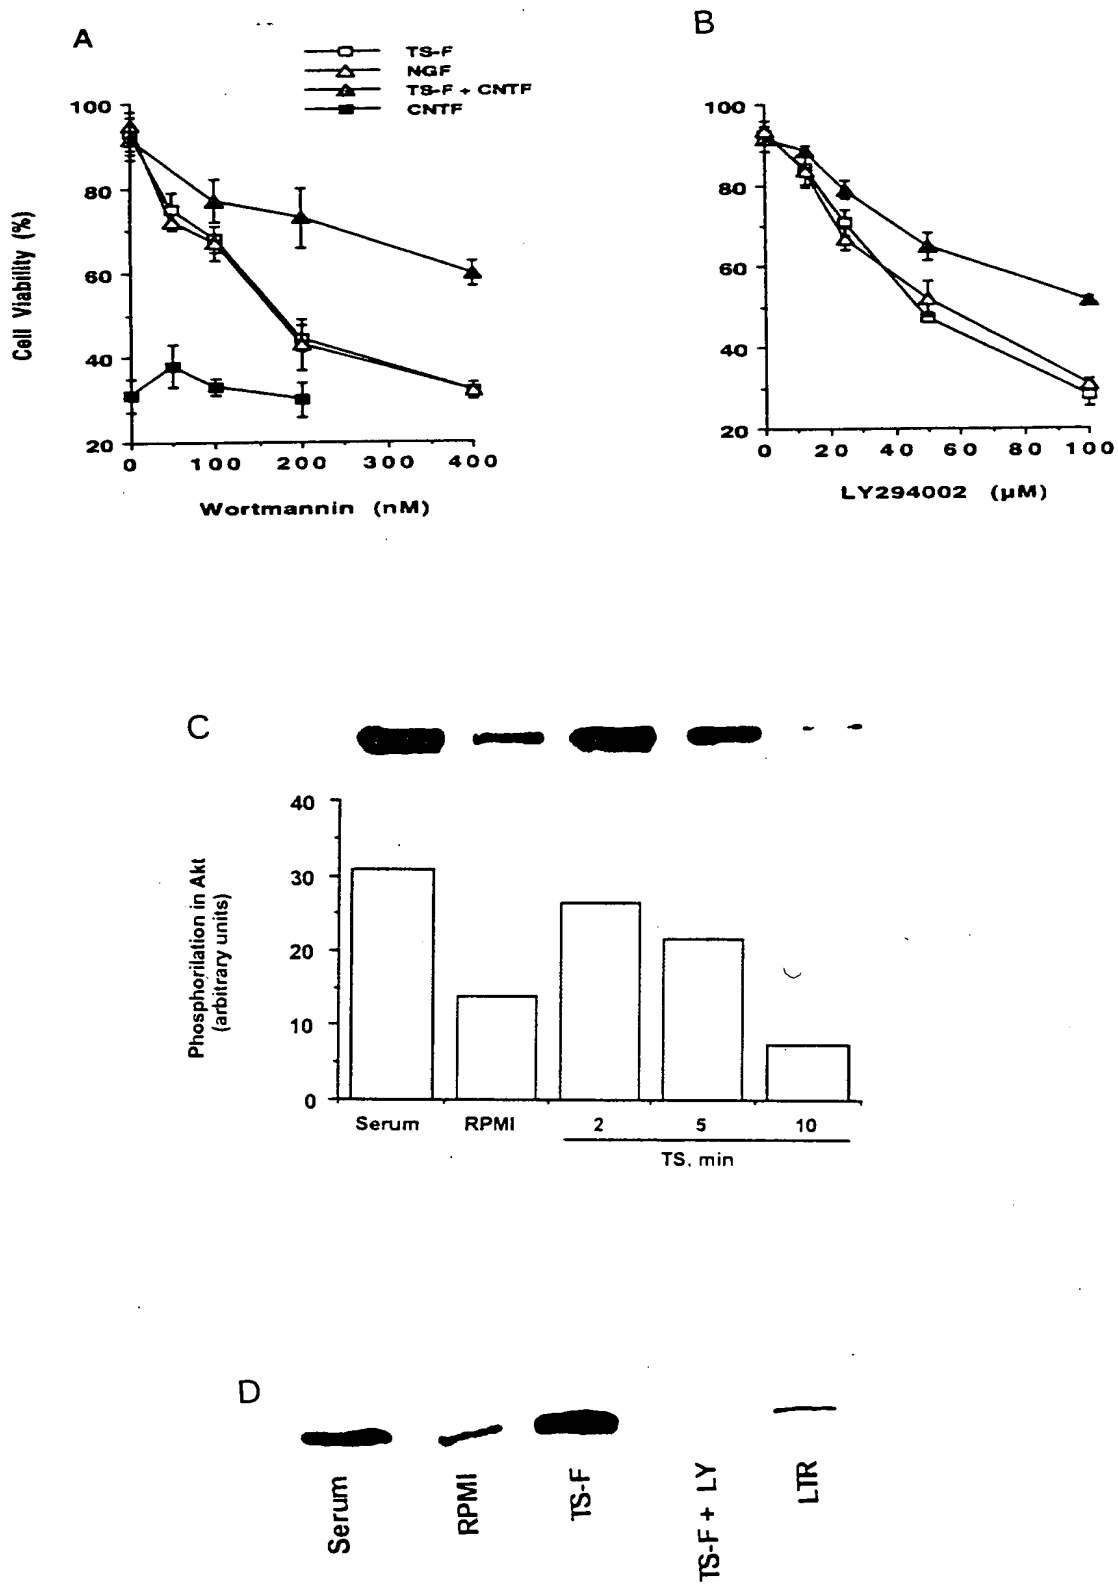 A
TS-F
NGF
TS-F + CNTF
CNTF
100
80
60
40
20
Cell Viability (%)
0 100 200 300 400
Wortmannin (nM)
B
100
80
60
40
20
0 20 40 60 80 100
LY294002 (µM)
C
40
30
20
10
0
Phosphorilation in Akt
(arbitrary units)
Serum RPMI 2 5 10
TS, min
D
Serum
RPMI
TS-F
TS-F + LY
LTR